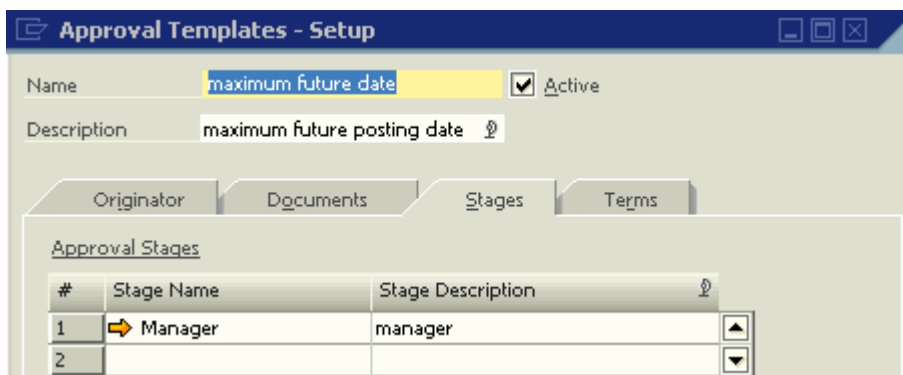 Approval Templates - Setup
Name maximum future date Active
Description maximum future posting date
Originator Documents Stages Terms
Approval Stages
# Stage Name Stage Description
1 Manager manager
2